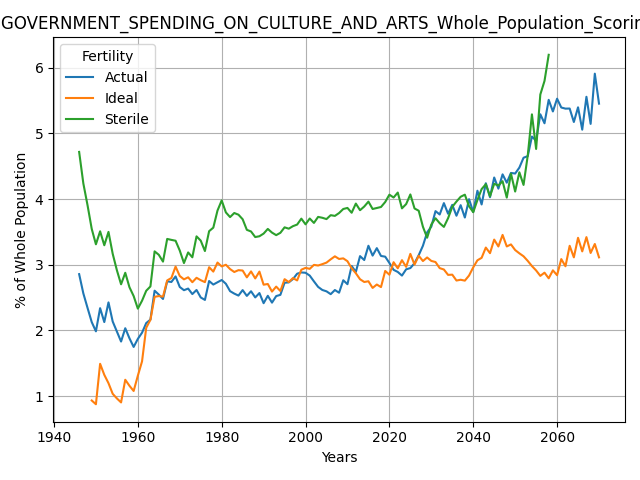 GOVERNMENT_SPENDING_ON_CULTURE_AND_ARTS_Whole_Population_Scorin
Fertility
Actual
Ideal
Sterile
% of Whole Population
6
5
4
3
2
1
1940
1960
1980
2000
2020
2040
2060
Years